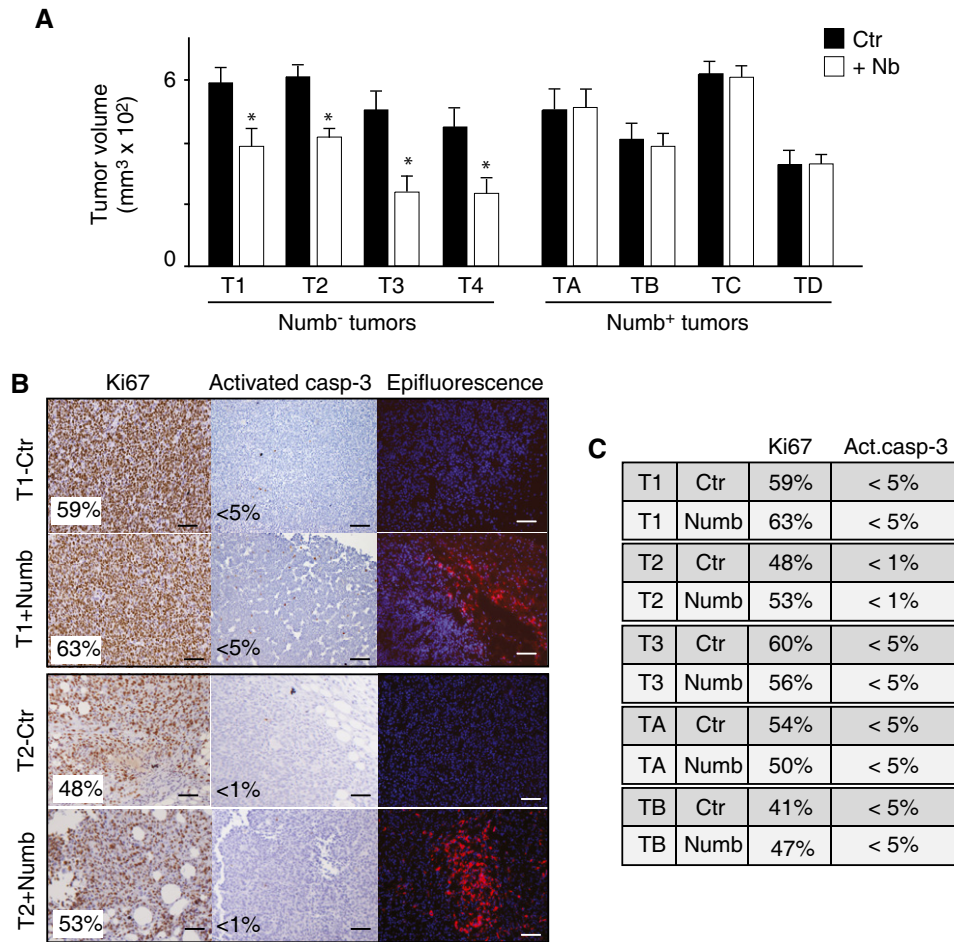 A
Ctr
+ Nb
Tumor volume
(mm³ x 10²)
6
0
* * * *
T1 T2 T3 T4 TA TB TC TD
Numb⁻ tumors Numb⁺ tumors
B
Ki67 Activated casp-3 Epifluorescence
T1-Ctr
59% <5%
T1+Numb
63% <5%
T2-Ctr
48% <1%
T2+Numb
53% <1%
C
Ki67 Act.casp-3
T1 Ctr 59% < 5%
T1 Numb 63% < 5%
T2 Ctr 48% < 1%
T2 Numb 53% < 1%
T3 Ctr 60% < 5%
T3 Numb 56% < 5%
TA Ctr 54% < 5%
TA Numb 50% < 5%
TB Ctr 41% < 5%
TB Numb 47% < 5%